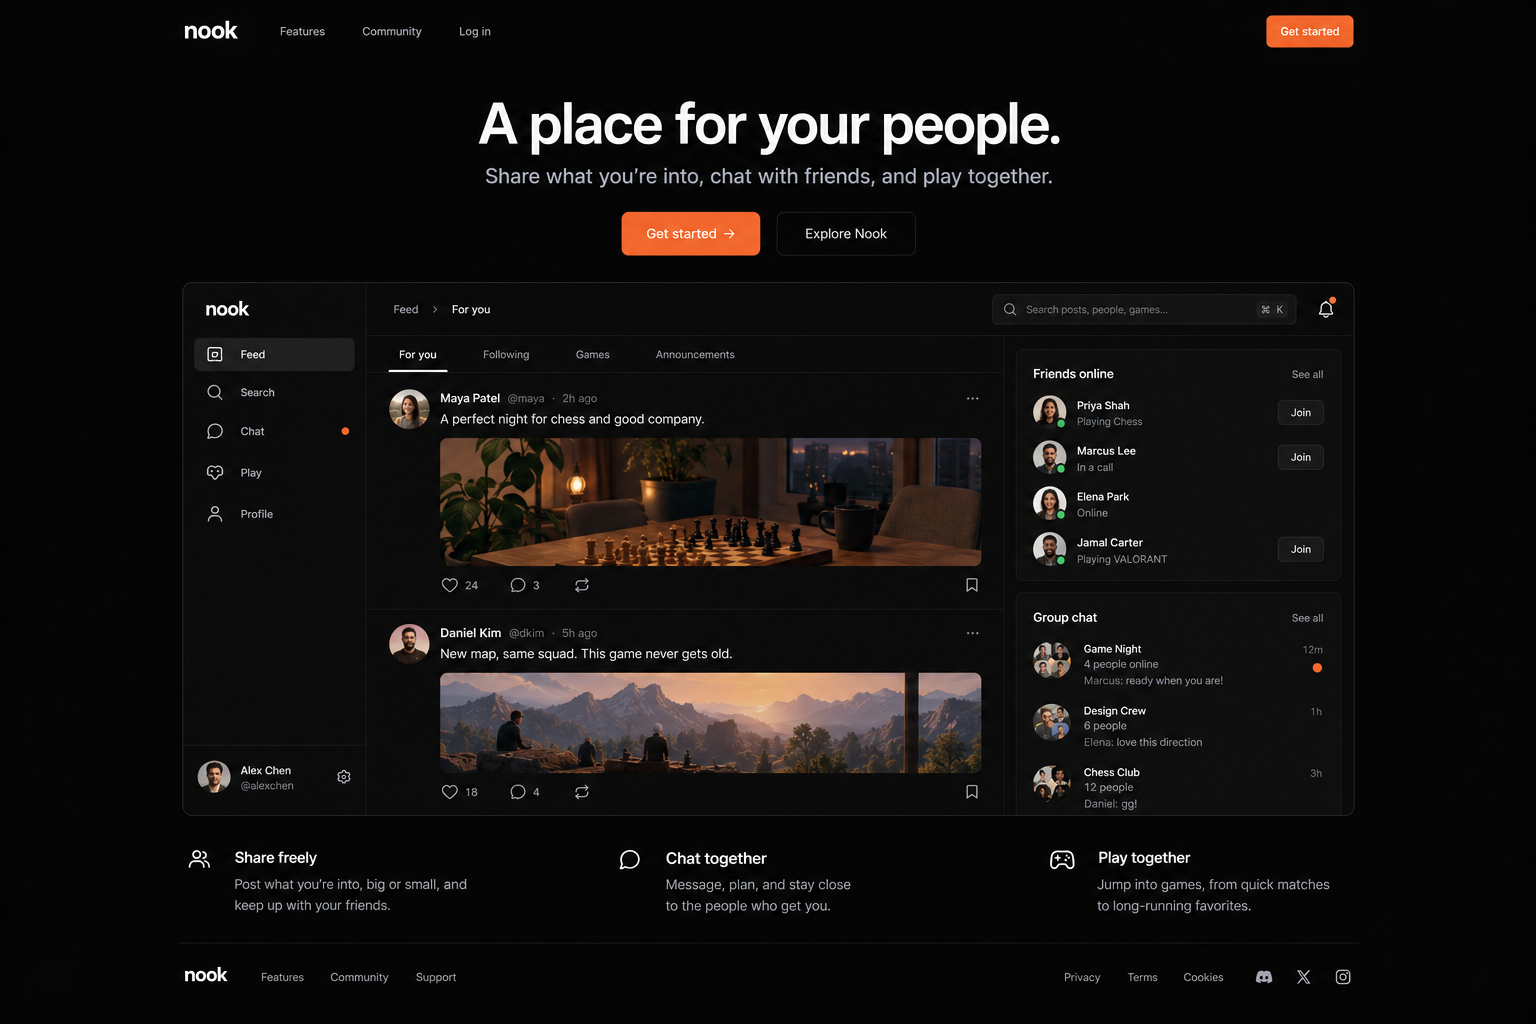 nook
Features
Community
Log in
Get started
A place for your people.
Share what you're into, chat with friends, and play together.
Get started →
Explore Nook
nook
Feed
Search
Chat
Play
Profile
Alex Chen
@alexchen
Feed > For you
Search posts, people, games...
⌘ K
For you
Following
Games
Announcements
Maya Patel @maya · 2h ago
A perfect night for chess and good company.
24
3
Daniel Kim @dkim · 5h ago
New map, same squad. This game never gets old.
18
4
Friends online
See all
Priya Shah
Playing Chess
Join
Marcus Lee
In a call
Join
Elena Park
Online
Jamal Carter
Playing VALORANT
Join
Group chat
See all
Game Night
12m
4 people online
Marcus: ready when you are!
Design Crew
1h
6 people
Elena: love this direction
Chess Club
3h
12 people
Daniel: gg!
Share freely
Post what you're into, big or small, and
keep up with your friends.
Chat together
Message, plan, and stay close
to the people who get you.
Play together
Jump into games, from quick matches
to long-running favorites.
nook
Features
Community
Support
Privacy
Terms
Cookies